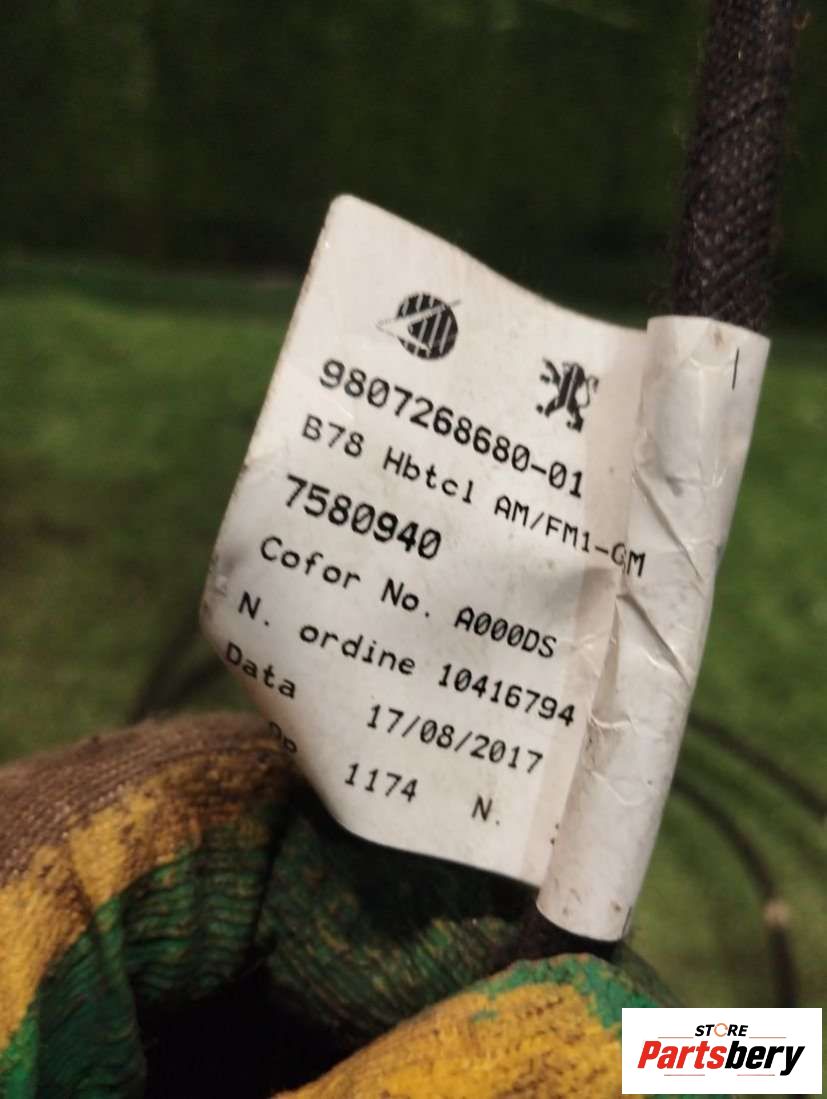 9807268680-01
B78 Hbtcl AM/FM1-GM
7580940
Cofor No. A000DS
N. ordine 10416794
Data 17/08/2017
Op 1174 N.
STORE
Partsbery